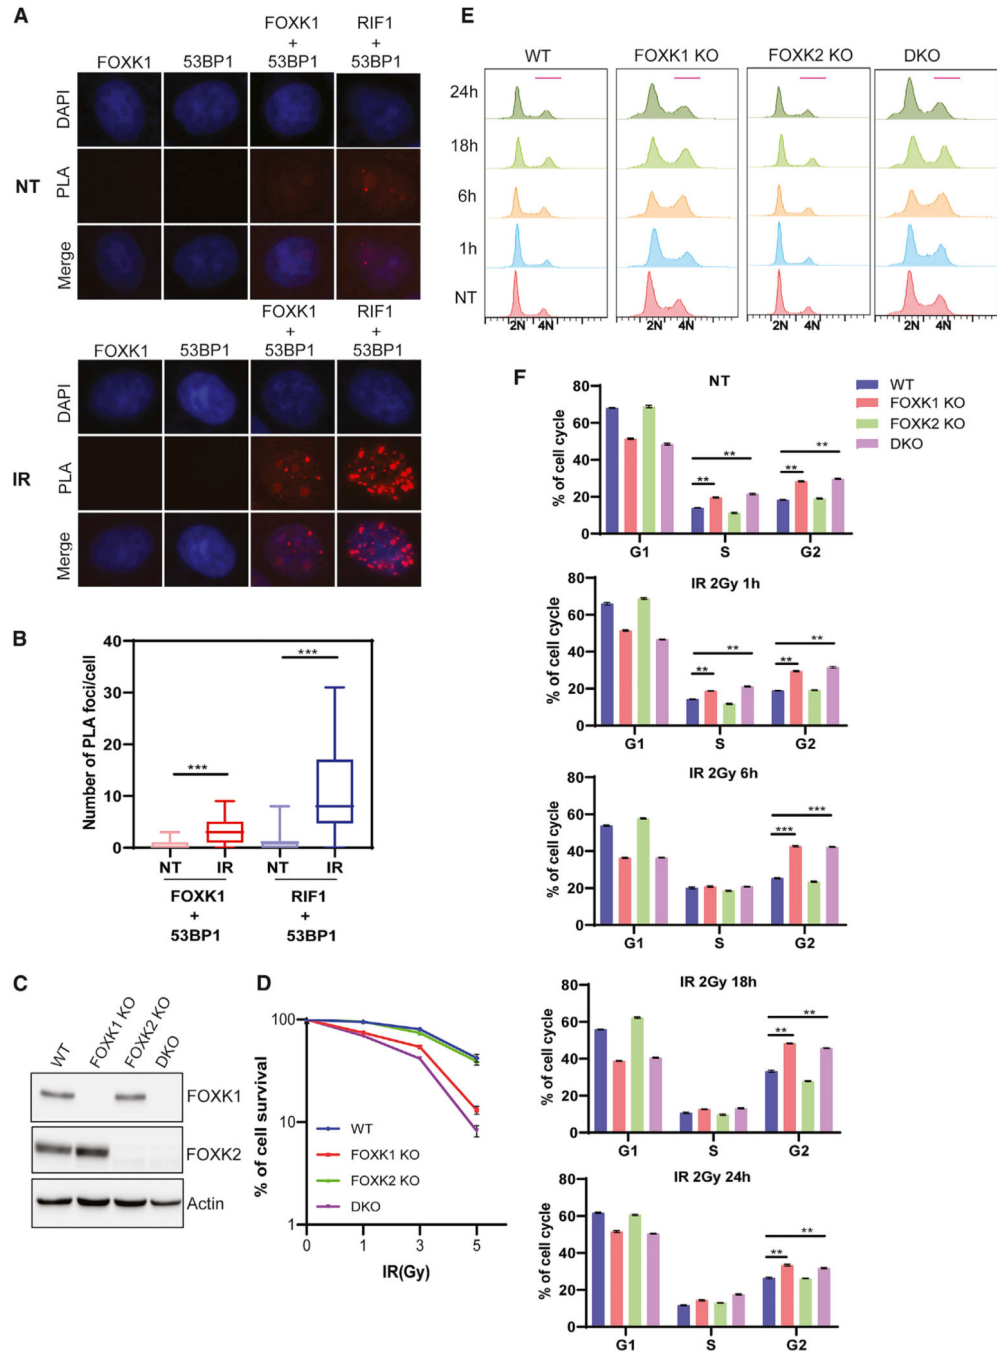 A
FOXK1 RIF1
+ +
FOXK1 53BP1 53BP1 53BP1
DAPI
NT
PLA
Merge
FOXK1 RIF1
+ +
FOXK1 53BP1 53BP1 53BP1
DAPI
IR
PLA
Merge
B
Number of PLA foci/cell
40
30
20
10
0
*** ***
NT IR NT IR
FOXK1 RIF1
+ +
53BP1 53BP1
C
WT FOXK1 KO FOXK2 KO DKO
FOXK1
FOXK2
Actin
D
% of cell survival
100
10
1
WT
FOXK1 KO
FOXK2 KO
DKO
0 1 3 5
IR(Gy)
E
WT FOXK1 KO FOXK2 KO DKO
24h
18h
6h
1h
NT
2N 4N 2N 4N 2N 4N 2N 4N
F
NT
WT
FOXK1 KO
FOXK2 KO
DKO
% of cell cycle
80
60
40
20
0
** ** ** **
G1 S G2
IR 2Gy 1h
% of cell cycle
80
60
40
20
0
** ** ** **
G1 S G2
IR 2Gy 6h
% of cell cycle
80
60
40
20
0
*** ***
G1 S G2
IR 2Gy 18h
% of cell cycle
80
60
40
20
0
** **
G1 S G2
IR 2Gy 24h
% of cell cycle
80
60
40
20
0
** **
G1 S G2